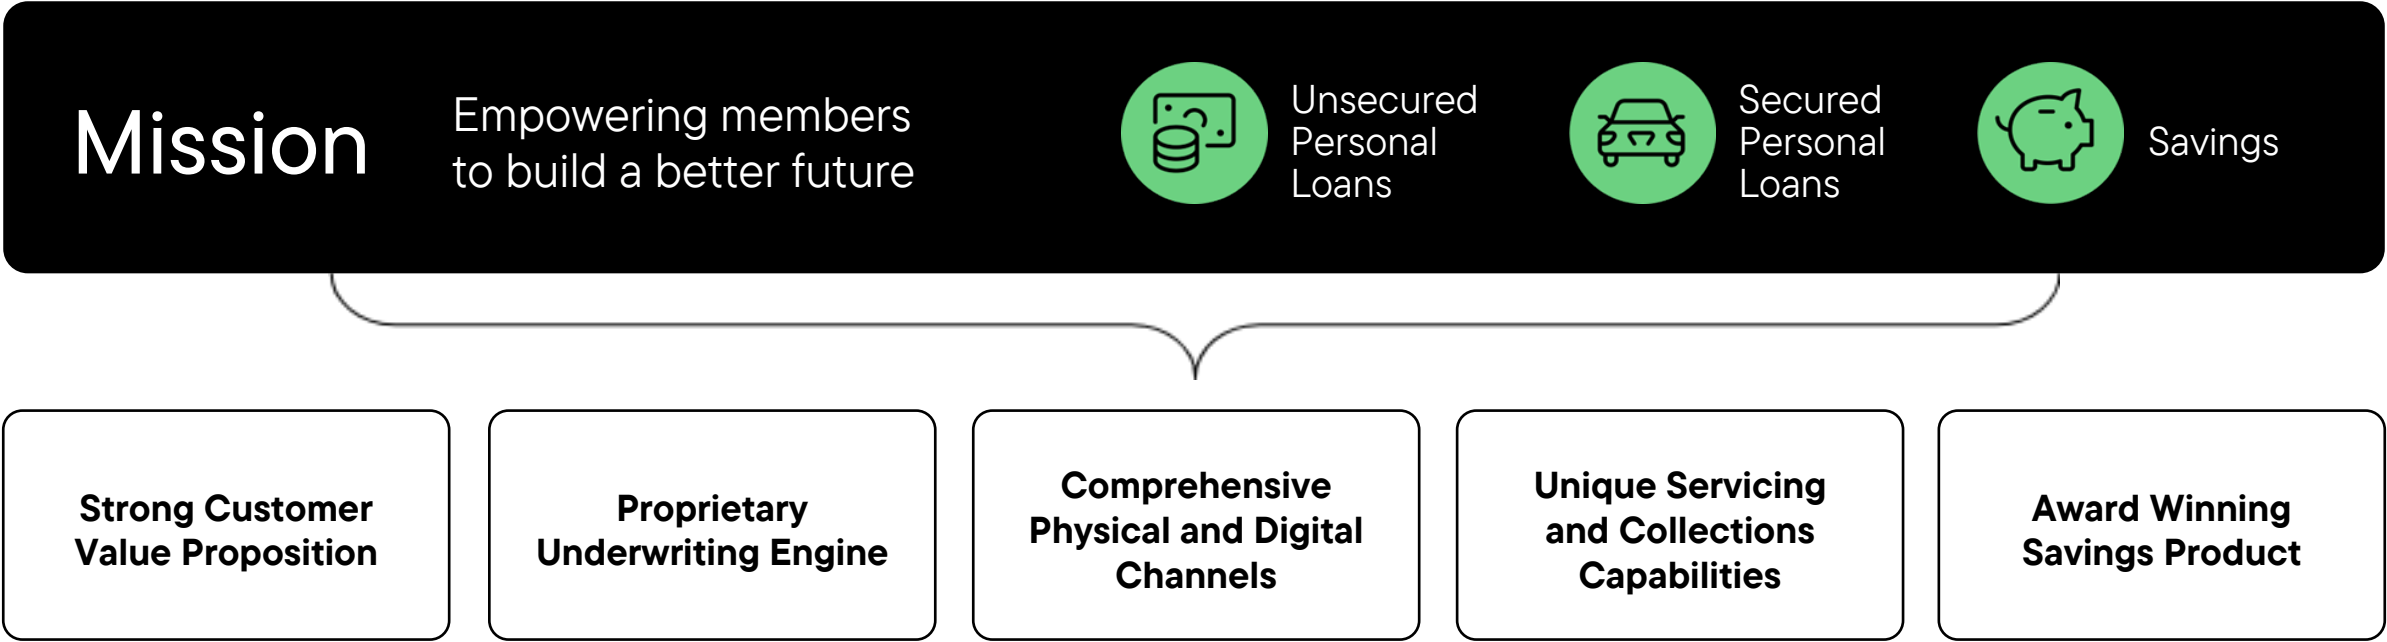 Mission
Empowering members
to build a better future
Unsecured
Personal
Loans
Secured
Personal
Loans
Savings
Strong Customer
Value Proposition
Proprietary
Underwriting Engine
Comprehensive
Physical and Digital
Channels
Unique Servicing
and Collections
Capabilities
Award Winning
Savings Product